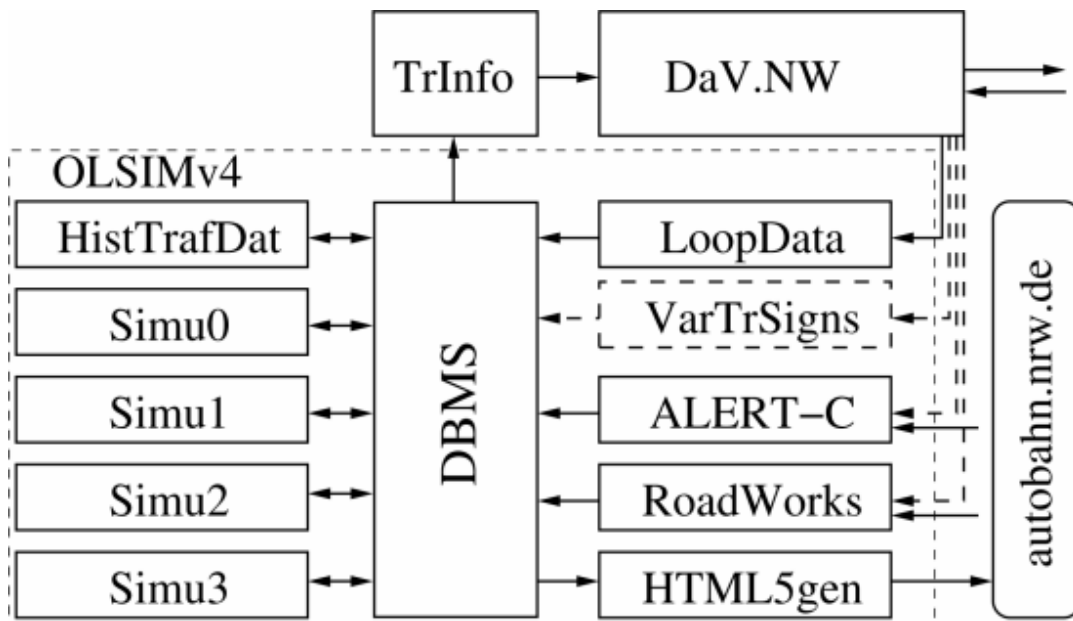 TrInfo
DaV.NW
OLSIMv4
HistTrafDat
LoopData
Simu0
VarTrSigns
Simu1
ALERT−C
Simu2
RoadWorks
Simu3
HTML5gen
DBMS
autobahn.nrw.de